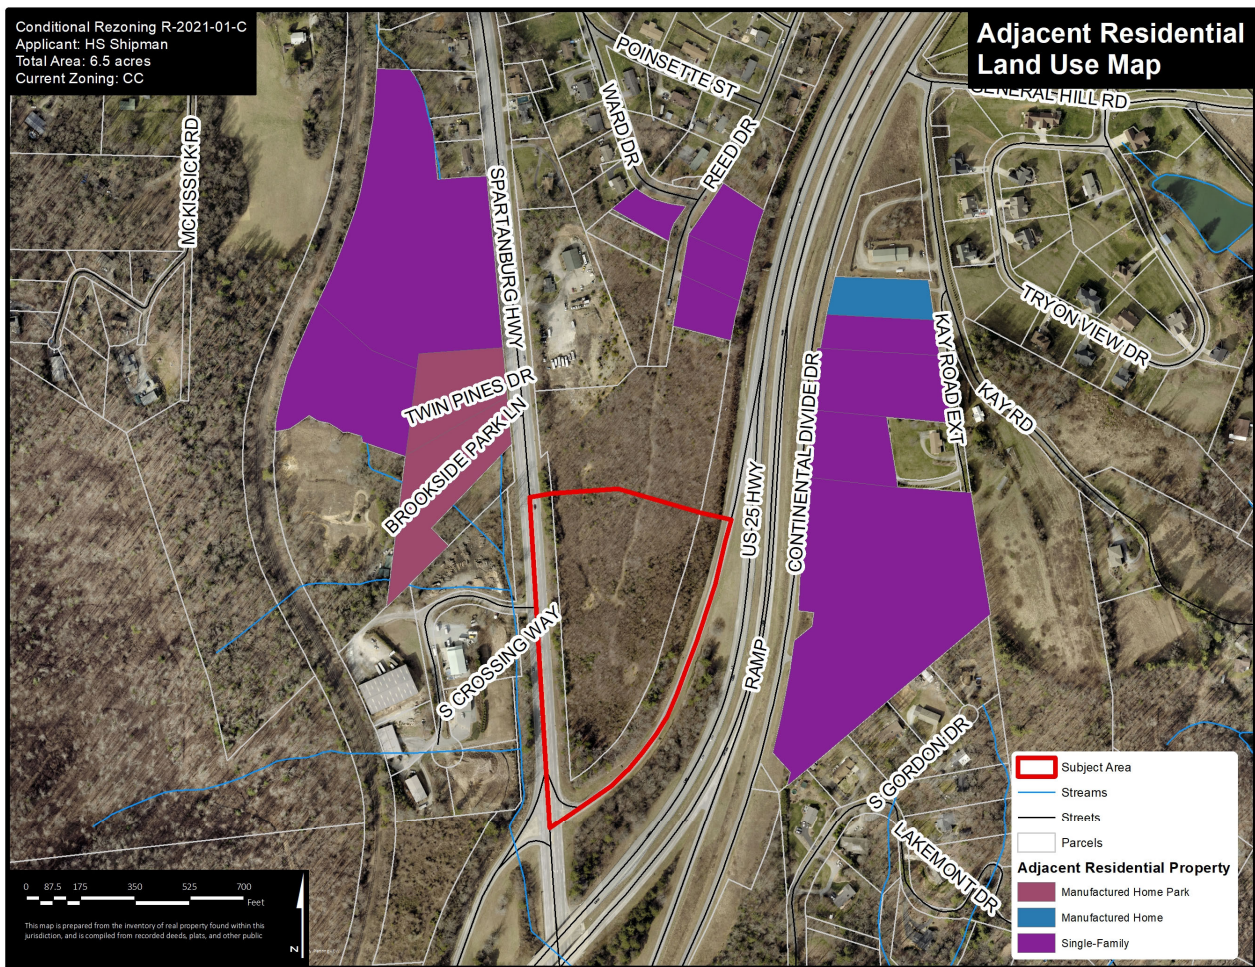 Conditional Rezoning R-2021-01-C
Applicant: HS Shipman
Total Area: 6.5 acres
Current Zoning: CC
Adjacent Residential
Land Use Map
POINSETTE ST
GENERAL HILL RD
WARD DR
REED DR
MCKISSICK RD
SPARTANBURG HWY
TRYON VIEW DR
KAY ROAD EXT
KAY RD
TWIN PINES DR
BROOKSIDE PARK LN
CONTINENTAL DIVIDE DR
US-25 HWY
RAMP
S CROSSING WAY
S GORDON DR
LAKEMONT DR
Subject Area
Streams
Streets
Parcels
Adjacent Residential Property
Manufactured Home Park
Manufactured Home
Single-Family
0 87.5 175 350 525 700
Feet
This map is prepared from the inventory of real property found within this
jurisdiction, and is compiled from recorded deeds, plats, and other public
N